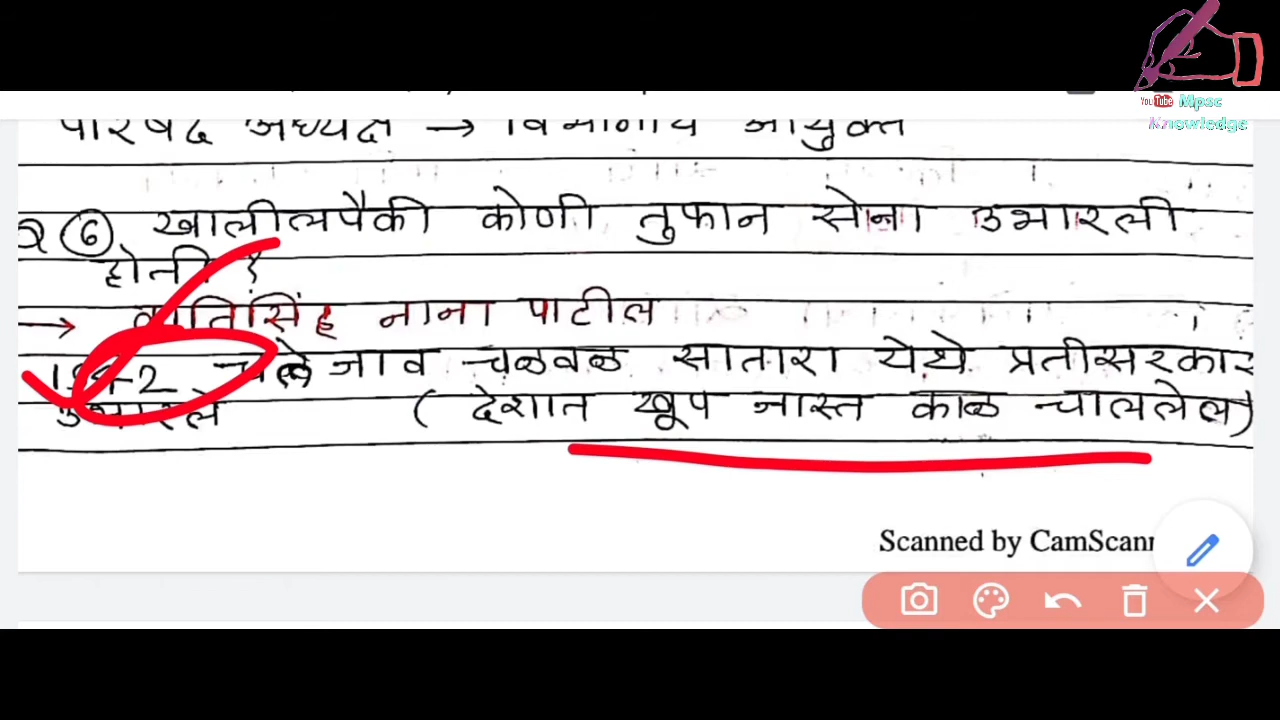 परिषद अध्यक्ष → विभागीय आयुक्त
Q ⑥ खालीलपैकी कोणी तुफान सेना उभारली
होती ?
→ क्रांतिसिंह नाना पाटील
1942 चले जाव चळवळ सातारा येथे प्रतीसरकार
उभारले ( देशात खूप जास्त काळ चाललेल)
Scanned by CamScann
YouTube Mpsc
Knowledge